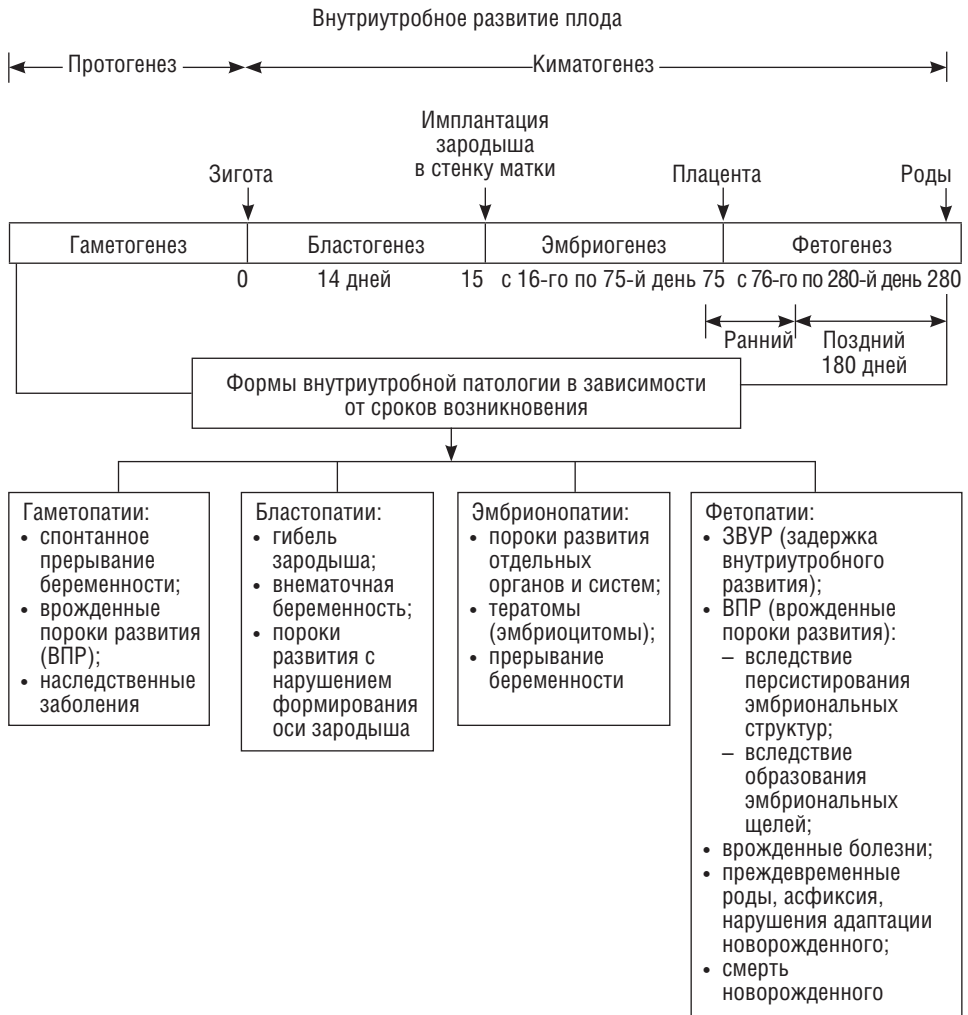 Внутриутробное развитие плода
Протогенез
Киматогенез
Имплантация
зародыша
в стенку матки
Зигота
Плацента
Роды
Гаметогенез
Бластогенез
Эмбриогенез
Фетогенез
0
14 дней
15
с 16-го по 75-й день
75
с 76-го по 280-й день
280
Ранний
Поздний
180 дней
Формы внутриутробной патологии в зависимости
от сроков возникновения
Гаметопатии:
• спонтанное
прерывание
беременности;
• врожденные
пороки развития
(ВПР);
• наследственные
заболения
Бластопатии:
• гибель
зародыша;
• внематочная
беременность;
• пороки
развития с
нарушением
формирования
оси зародыша
Эмбрионопатии:
• пороки развития
отдельных
органов и систем;
• тератомы
(эмбриоцитомы);
• прерывание
беременности
Фетопатии:
• ЗВУР (задержка
внутриутробного
развития);
• ВПР (врожденные
пороки развития):
– вследствие
персистирования
эмбриональных
структур;
– вследствие
образования
эмбриональных
щелей;
• врожденные болезни;
• преждевременные
роды, асфиксия,
нарушения адаптации
новорожденного;
• смерть
новорожденного